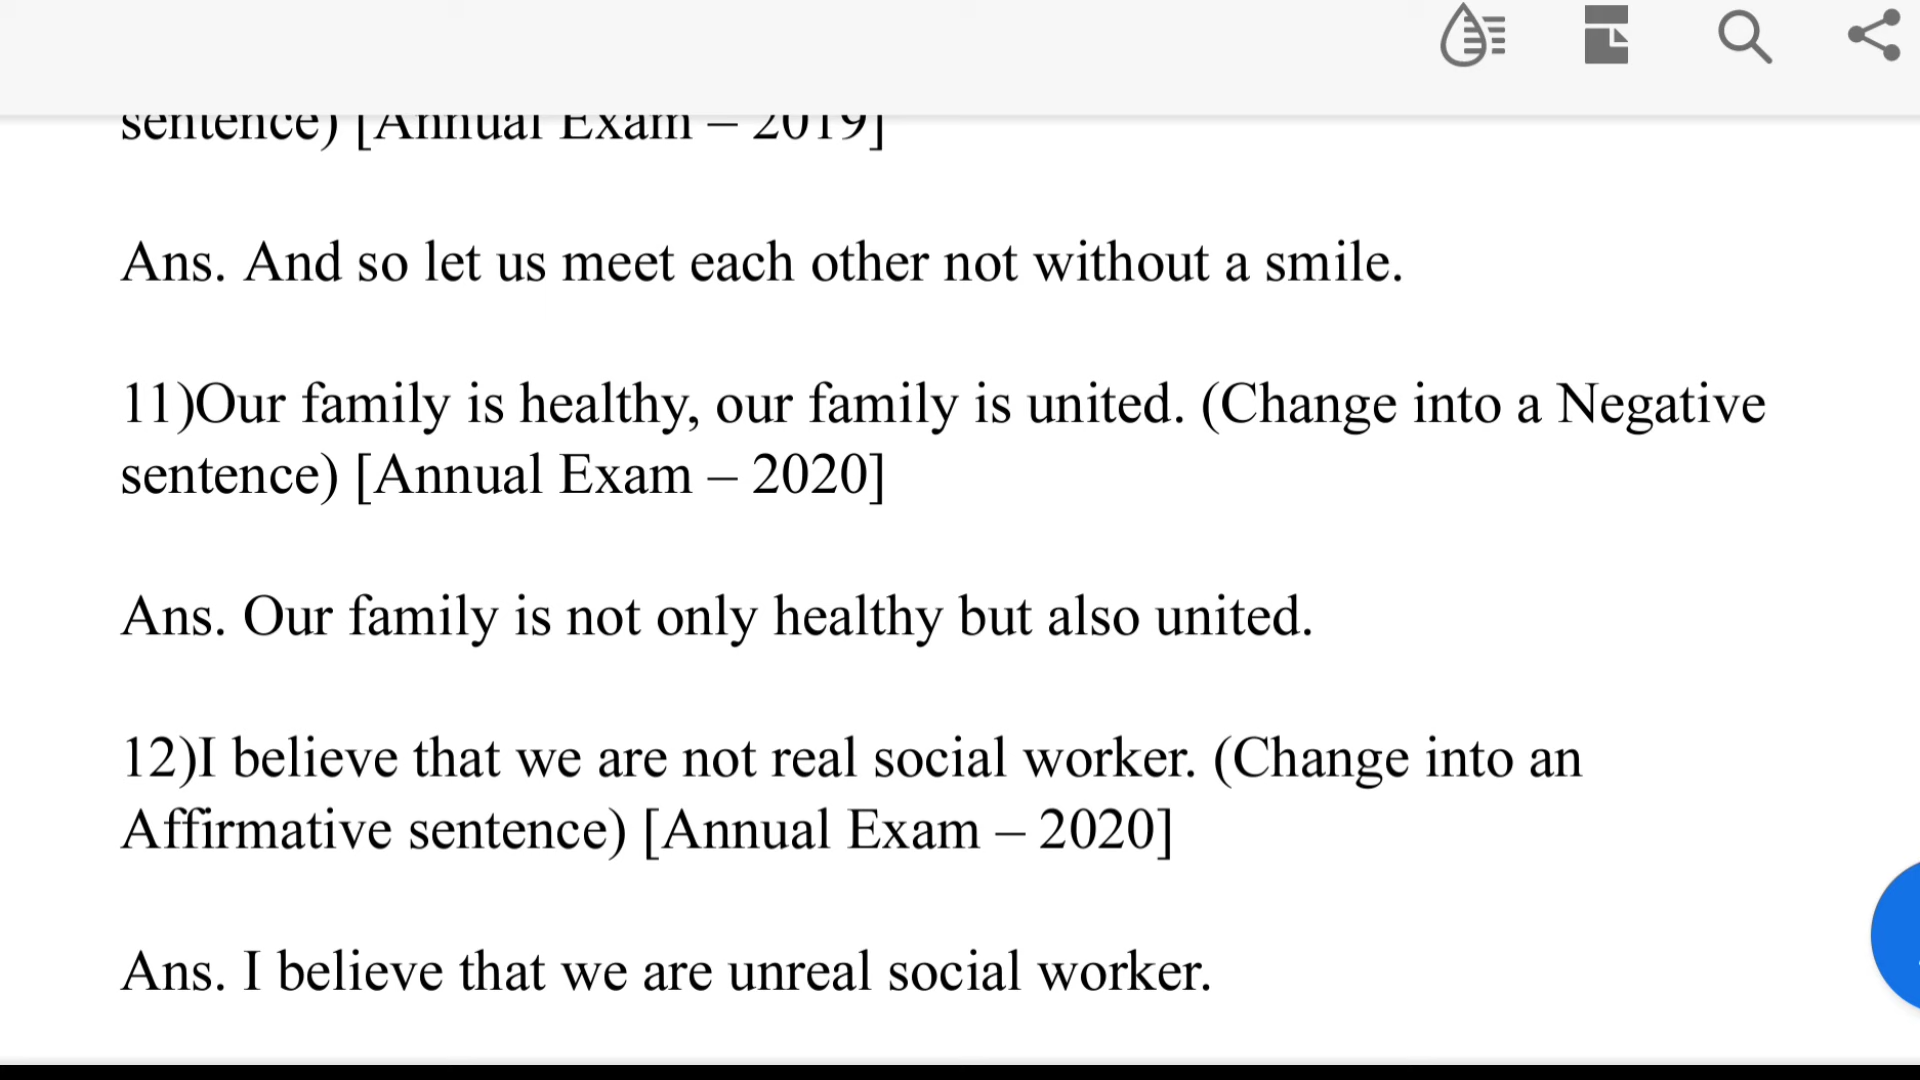 sentence) [Annual Exam – 2019]
Ans. And so let us meet each other not without a smile.
11)Our family is healthy, our family is united. (Change into a Negative
sentence) [Annual Exam – 2020]
Ans. Our family is not only healthy but also united.
12)I believe that we are not real social worker. (Change into an
Affirmative sentence) [Annual Exam – 2020]
Ans. I believe that we are unreal social worker.